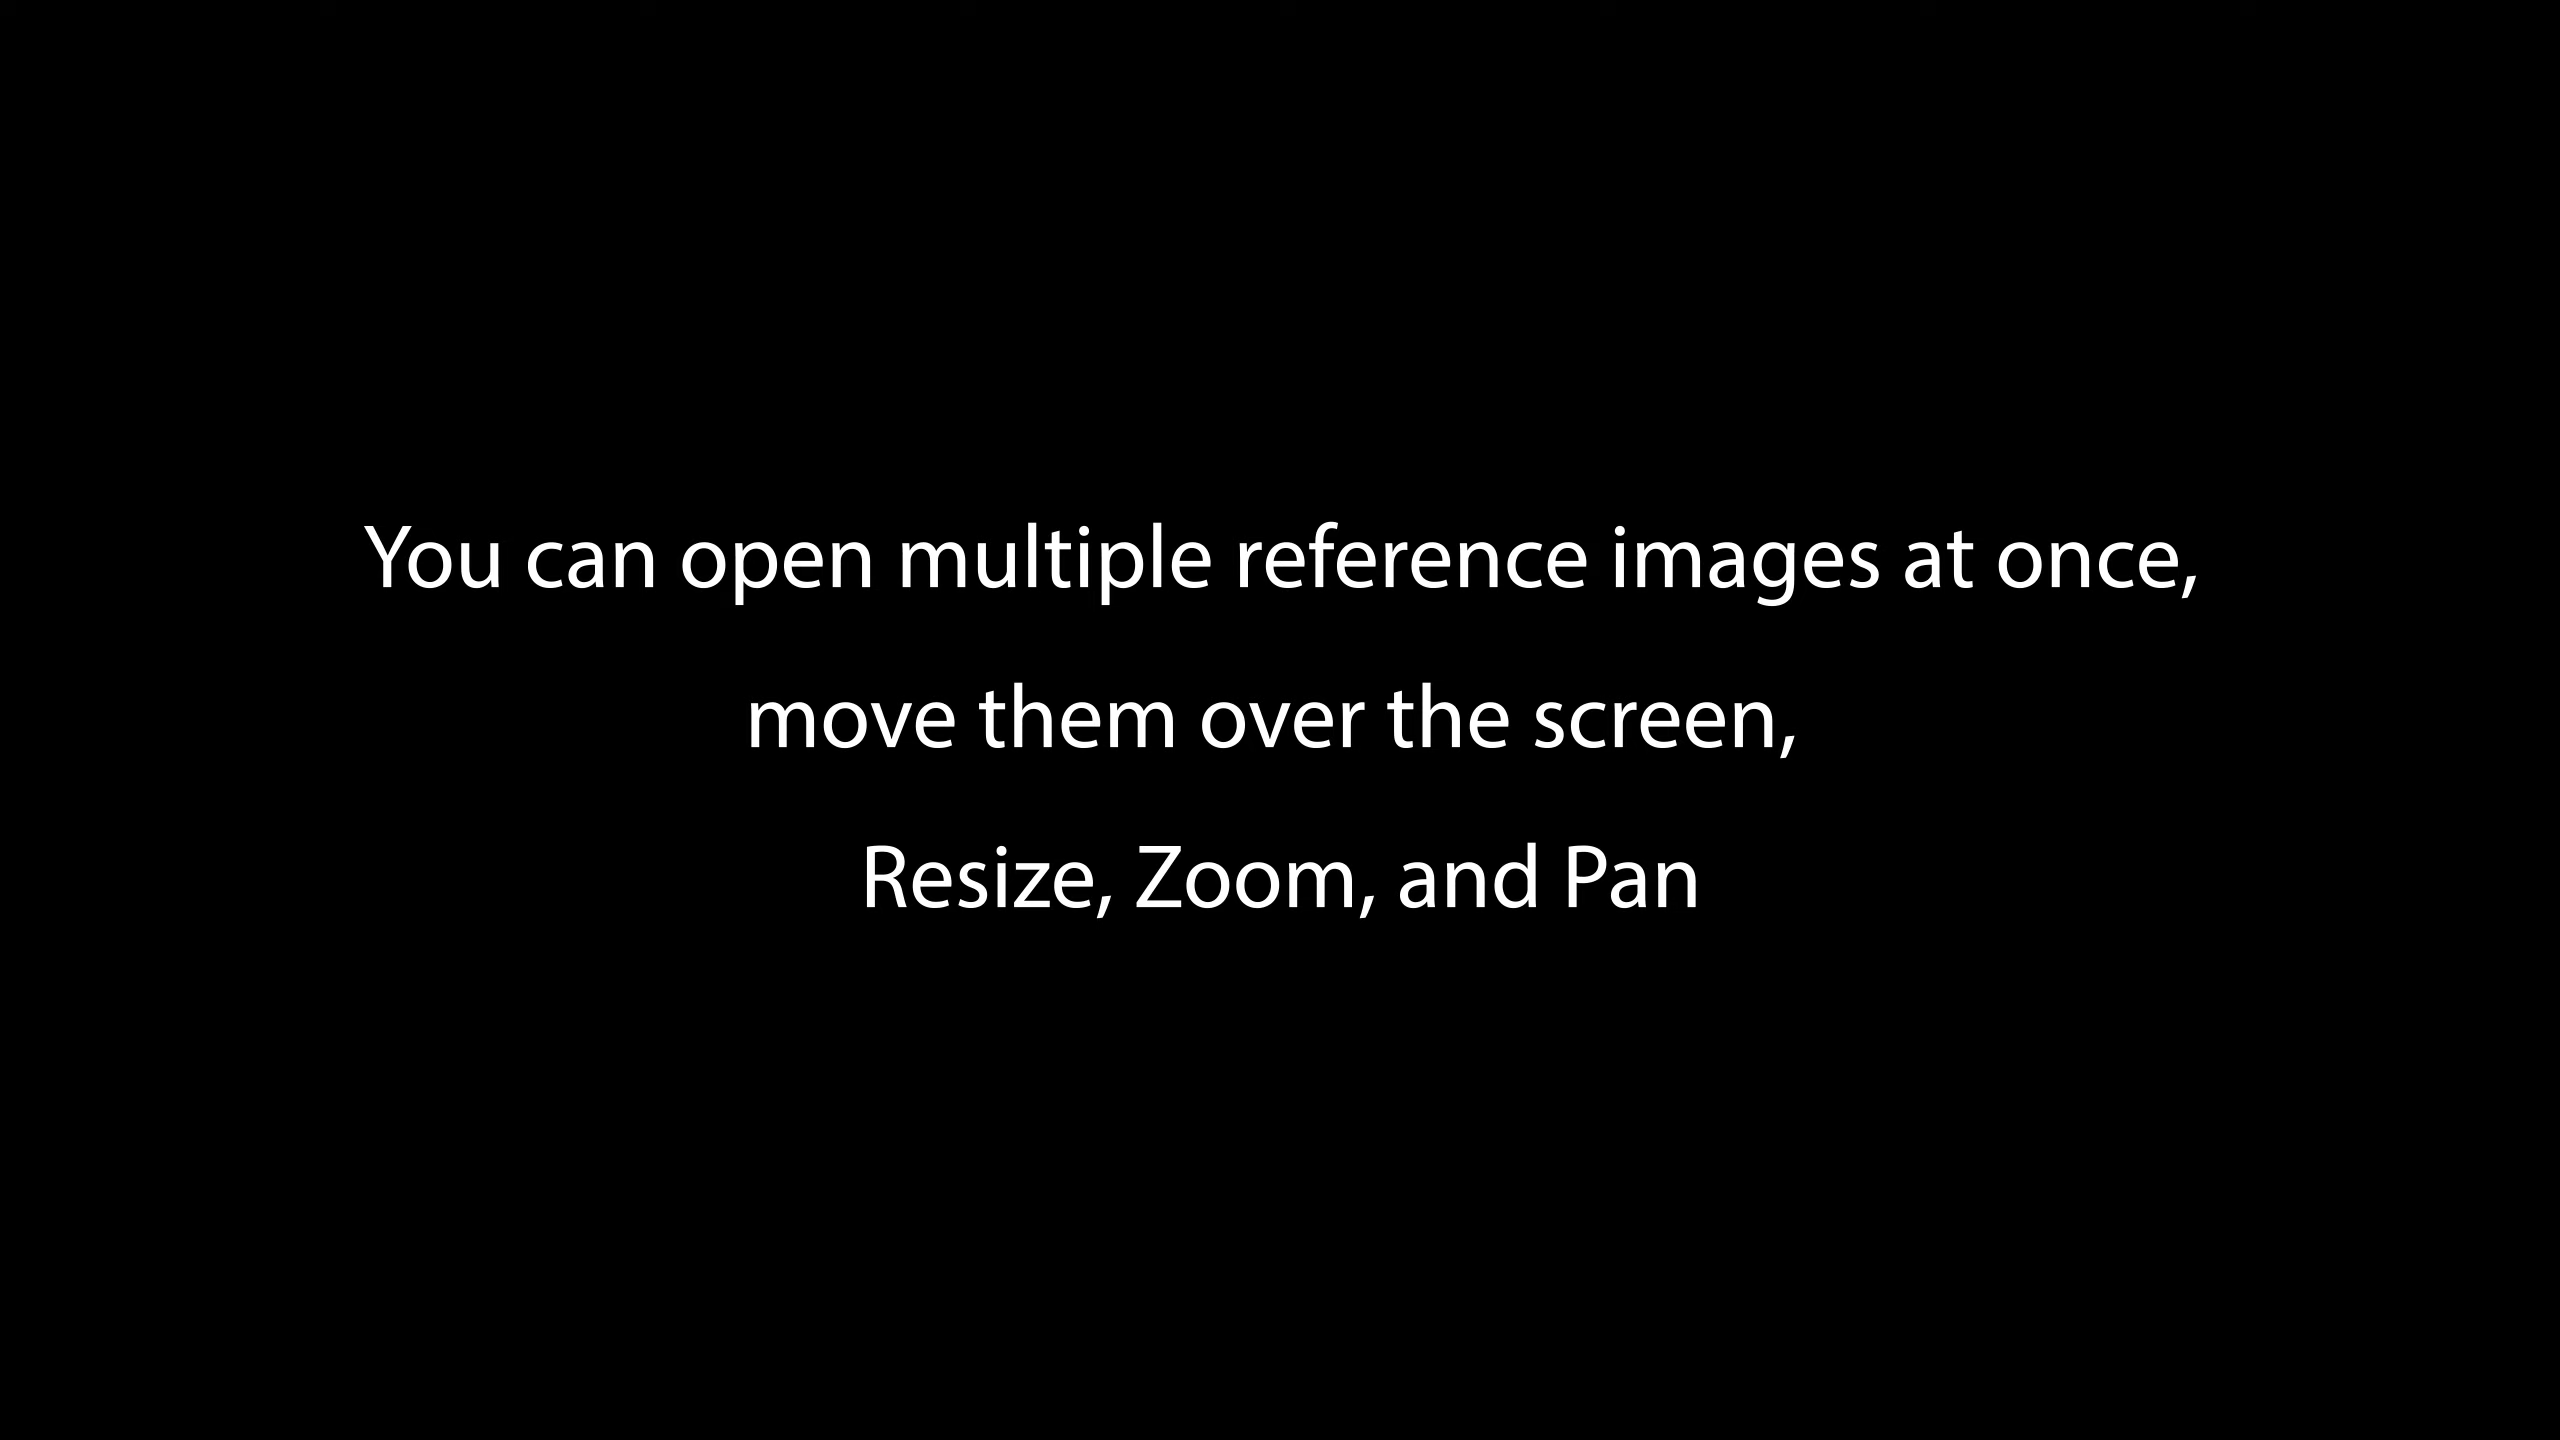 You can open multiple reference images at once,
move them over the screen,
Resize, Zoom, and Pan